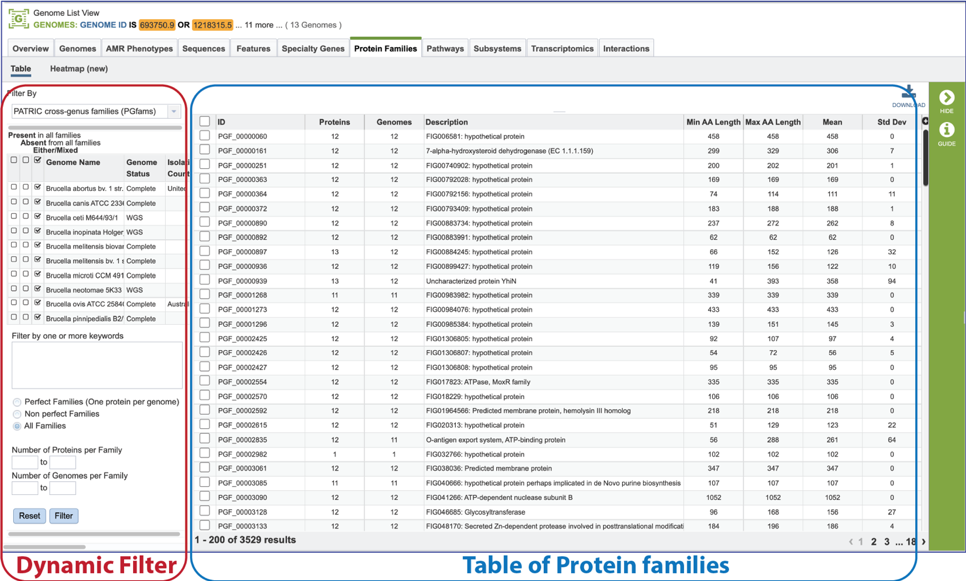 Genome List View
GENOMES: GENOME ID IS 693750.9 OR 1218315.5 ... 11 more ... ( 13 Genomes )
Overview Genomes AMR Phenotypes Sequences Features Specialty Genes Protein Families Pathways Subsystems Transcriptomics Interactions
Table Heatmap (new)
Filter By
PATRIC cross-genus families (PGfams)
Present in all families
Absent from all families
Either/Mixed
Genome Name Genome Status Isolati Count
Brucella abortus bv. 1 str. Complete United
Brucella canis ATCC 2336 Complete
Brucella ceti M644/93/1 WGS
Brucella inopinata Holger WGS
Brucella melitensis biovar Complete
Brucella melitensis bv. 1 s Complete
Brucella microti CCM 491 Complete
Brucella neotomae 5K33 WGS
Brucella ovis ATCC 2584 Complete Austral
Brucella pinnipedialis B2/ Complete
Filter by one or more keywords
Perfect Families (One protein per genome)
Non perfect Families
All Families
Number of Proteins per Family
to
Number of Genomes per Family
to
Reset Filter
Dynamic Filter
DOWNLOAD
ID Proteins Genomes Description Min AA Length Max AA Length Mean Std Dev
PGF_00000060 12 12 FIG006581: hypothetical protein 458 458 458 0
PGF_00000161 12 12 7-alpha-hydroxysteroid dehydrogenase (EC 1.1.1.159) 299 329 306 7
PGF_00000251 12 12 FIG00740902: hypothetical protein 200 202 201 1
PGF_00000363 12 12 FIG00792028: hypothetical protein 169 169 169 0
PGF_00000364 12 12 FIG00792156: hypothetical protein 74 114 111 11
PGF_00000372 12 12 FIG00793409: hypothetical protein 183 188 188 1
PGF_00000890 12 12 FIG00883734: hypothetical protein 237 272 262 8
PGF_00000892 12 12 FIG00883991: hypothetical protein 62 62 62 0
PGF_00000897 13 12 FIG00884245: hypothetical protein 66 152 126 32
PGF_00000936 12 12 FIG00899427: hypothetical protein 119 156 122 10
PGF_00000939 13 12 Uncharacterized protein YhiN 41 393 358 94
PGF_00001268 11 11 FIG00983982: hypothetical protein 339 339 339 0
PGF_00001273 12 12 FIG00984076: hypothetical protein 433 433 433 0
PGF_00001296 12 12 FIG00985384: hypothetical protein 139 151 145 3
PGF_00002425 12 12 FIG01306805: hypothetical protein 92 107 97 4
PGF_00002426 12 12 FIG01306807: hypothetical protein 54 72 56 5
PGF_00002427 12 12 FIG01306808: hypothetical protein 95 95 95 0
PGF_00002554 12 12 FIG017823: ATPase, MoxR family 335 335 335 0
PGF_00002570 12 12 FIG018229: hypothetical protein 106 106 106 0
PGF_00002592 12 12 FIG01964566: Predicted membrane protein, hemolysin III homolog 218 218 218 0
PGF_00002615 12 12 FIG020313: hypothetical protein 51 129 123 22
PGF_00002835 12 11 O-antigen export system, ATP-binding protein 56 288 261 64
PGF_00002982 1 1 FIG032766: hypothetical protein 102 102 102 0
PGF_00003061 12 12 FIG038036: Predicted membrane protein 347 347 347 0
PGF_00003085 11 11 FIG040666: hypothetical protein perhaps implicated in de Novo purine biosynthesis 107 107 107 0
PGF_00003090 12 12 FIG041266: ATP-dependent nuclease subunit B 1052 1052 1052 0
PGF_00003128 12 12 FIG046685: Glycosyltransferase 96 168 156 27
PGF_00003133 12 12 FIG048170: Secreted Zn-dependent protease involved in posttranslational modificati 184 196 186 4
1 - 200 of 3529 results ‹ 1 2 3 ... 18 ›
Table of Protein families
HIDE
GUIDE